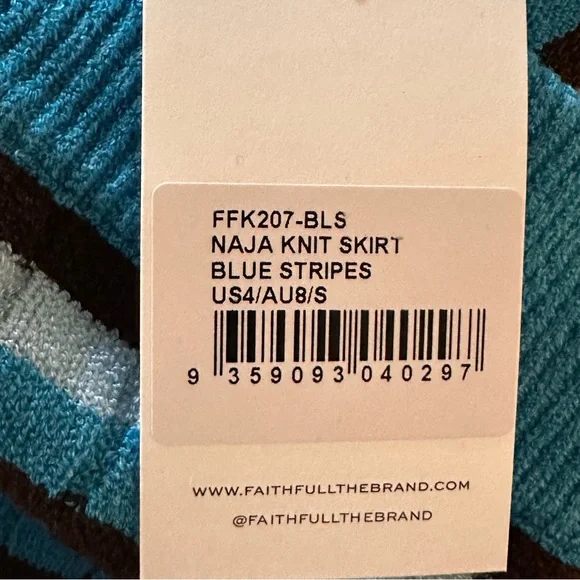 FFK207-BLS
NAJA KNIT SKIRT
BLUE STRIPES
US4/AU8/S
9 359093 040297
WWW.FAITHFULLTHEBRAND.COM
@FAITHFULLTHEBRAND